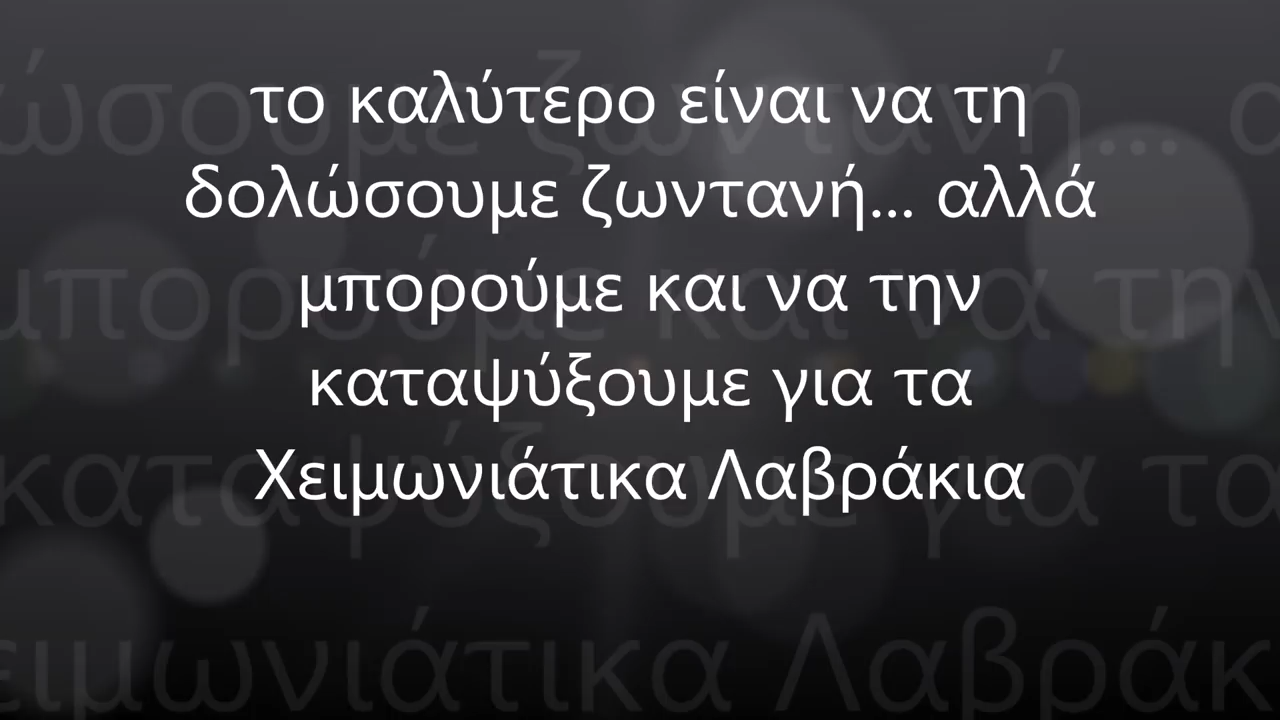 το καλύτερο είναι να τη
δολώσουμε ζωντανή... αλλά
μπορούμε και να την
καταψύξουμε για τα
Χειμωνιάτικα Λαβράκια